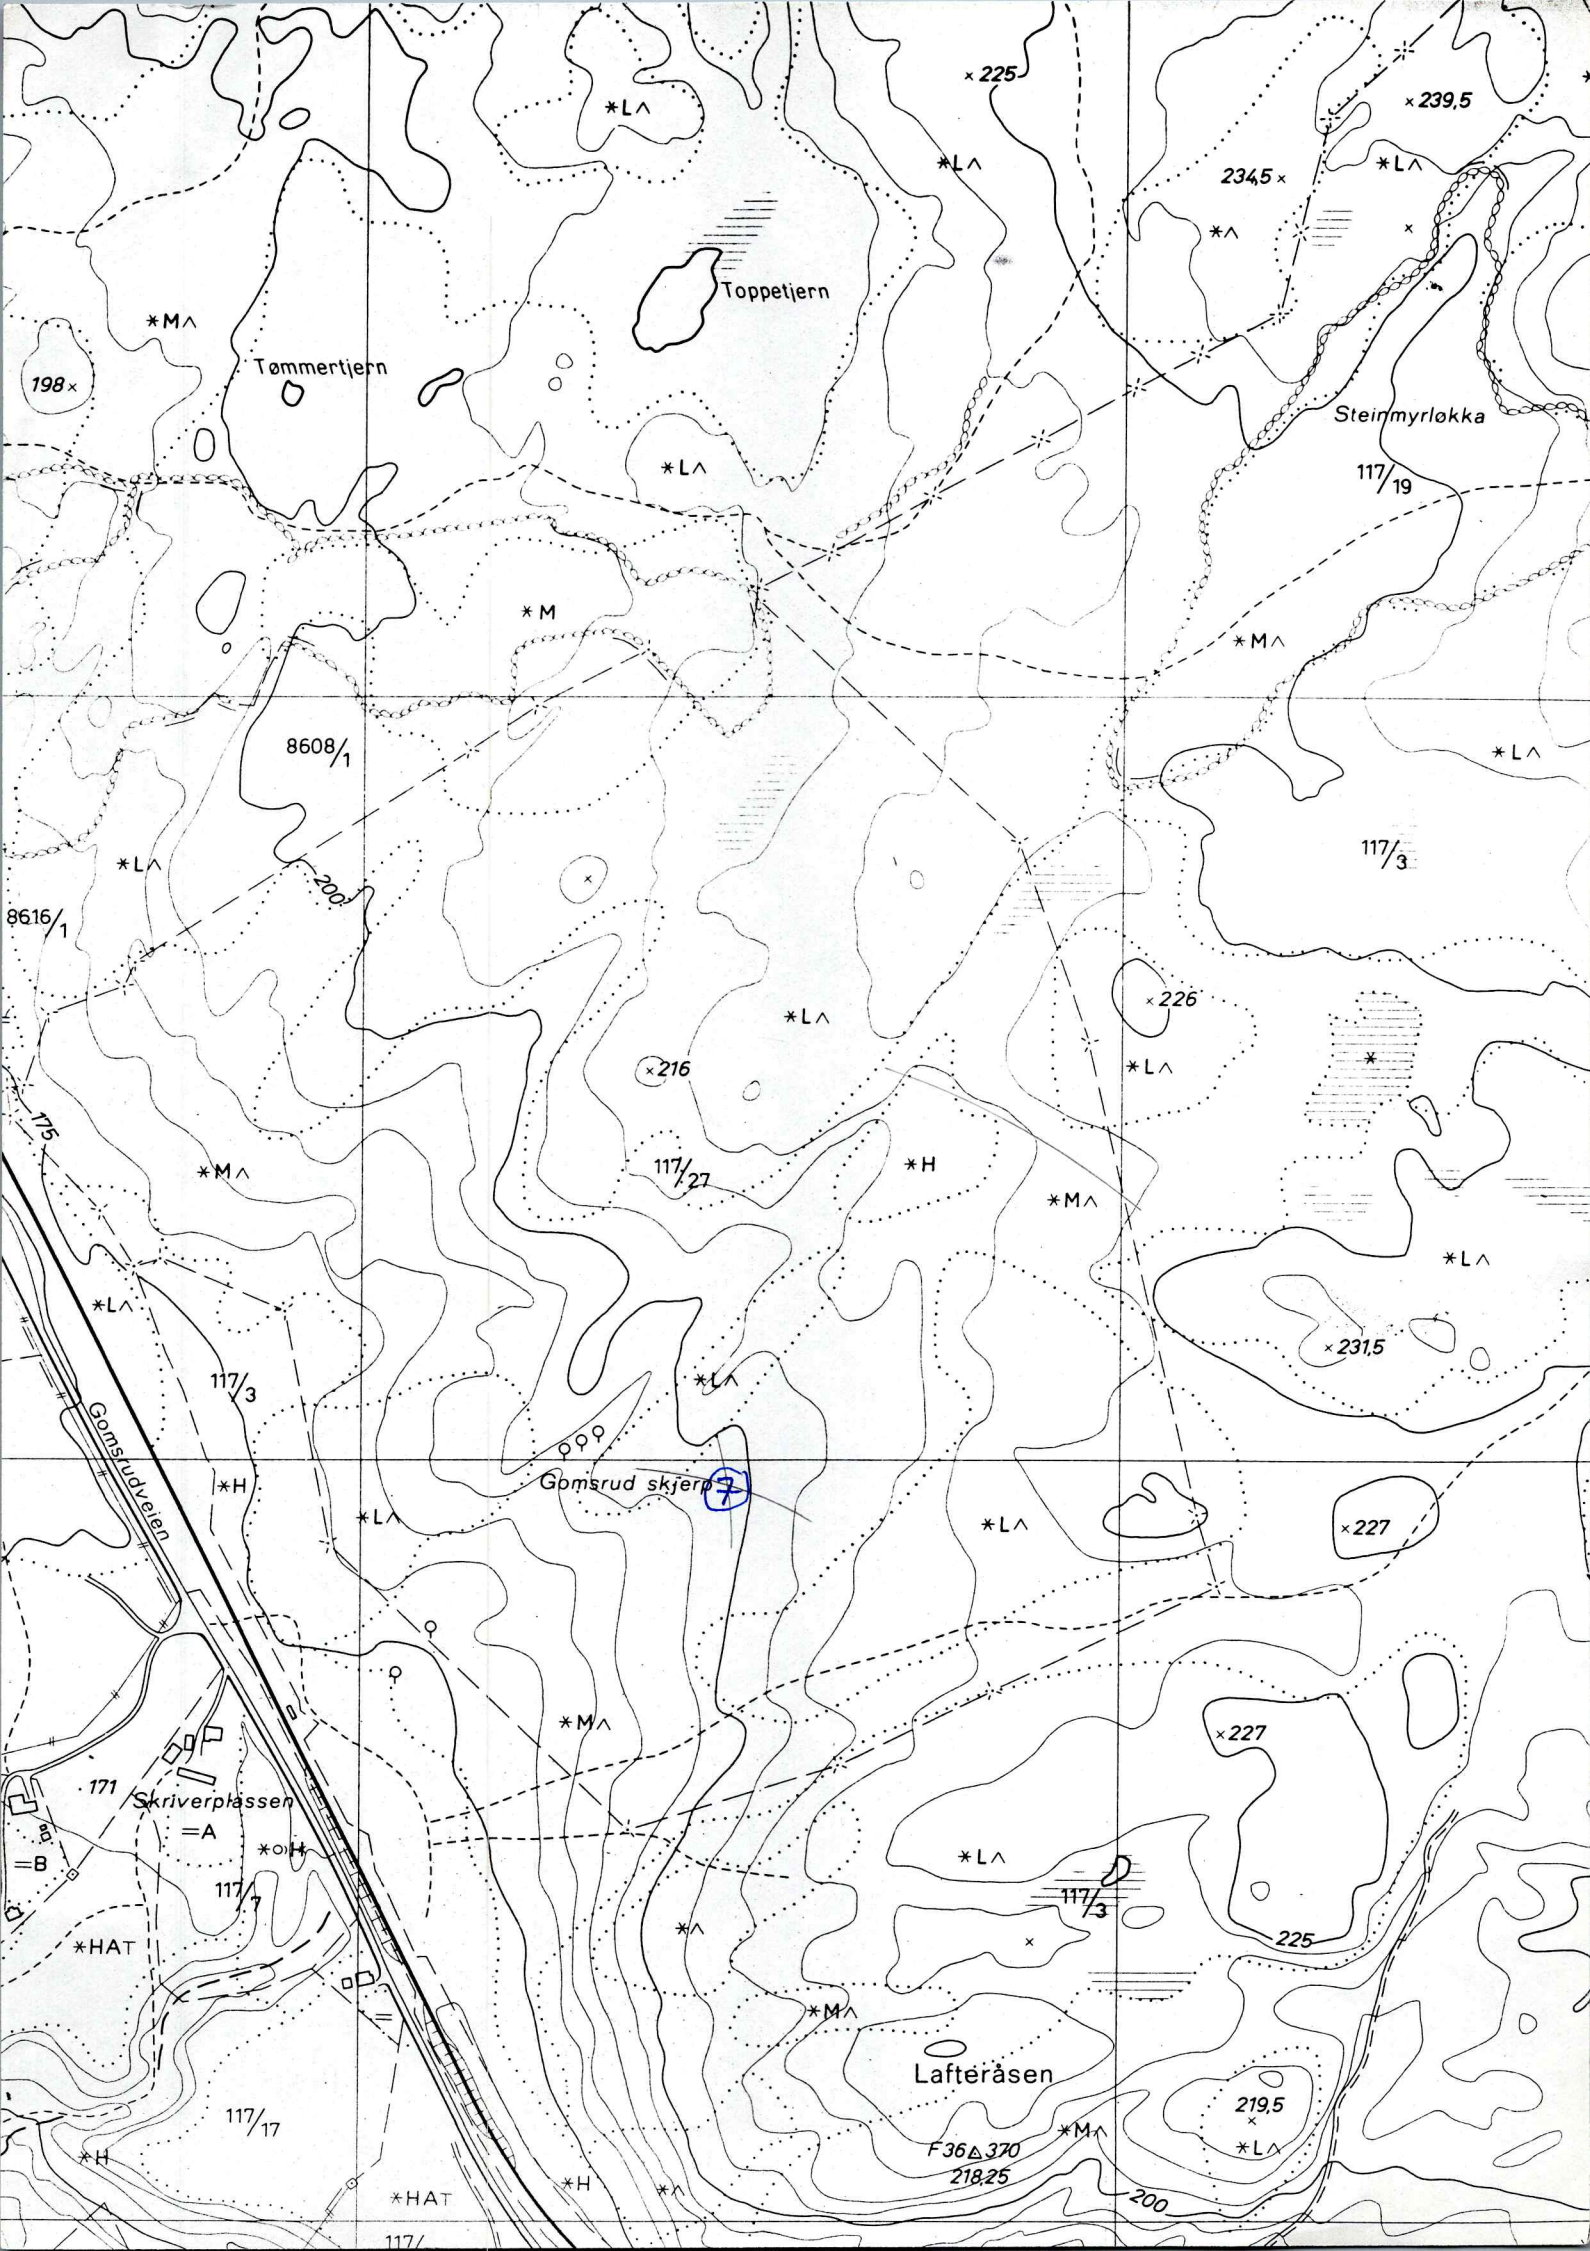 225
239,5
*L^
*L^
*L^
234,5
*^
Toppetjern
*M^
Tømmertjern
198
Steinmyrløkka
*L^
117/19
*M
*M^
8608/1
*L^
117/3
*L^
200
8616/1
226
*L^
216
*
*L^
175
*M^
117/27
*H
*M^
*L^
*L^
231,5
117/3
*L^
Gomsrudveien
*H
Gomsrud skjerp
7
*L^
*L^
227
*M^
227
171
Skriverplassen
=A
=B
*H
*L^
117/7
117/3
*^
225
*HAT
*M^
Lafteråsen
219,5
117/17
*M^
F36△370
*L^
218,25
*H
*H
*^
*HAT
200
117/